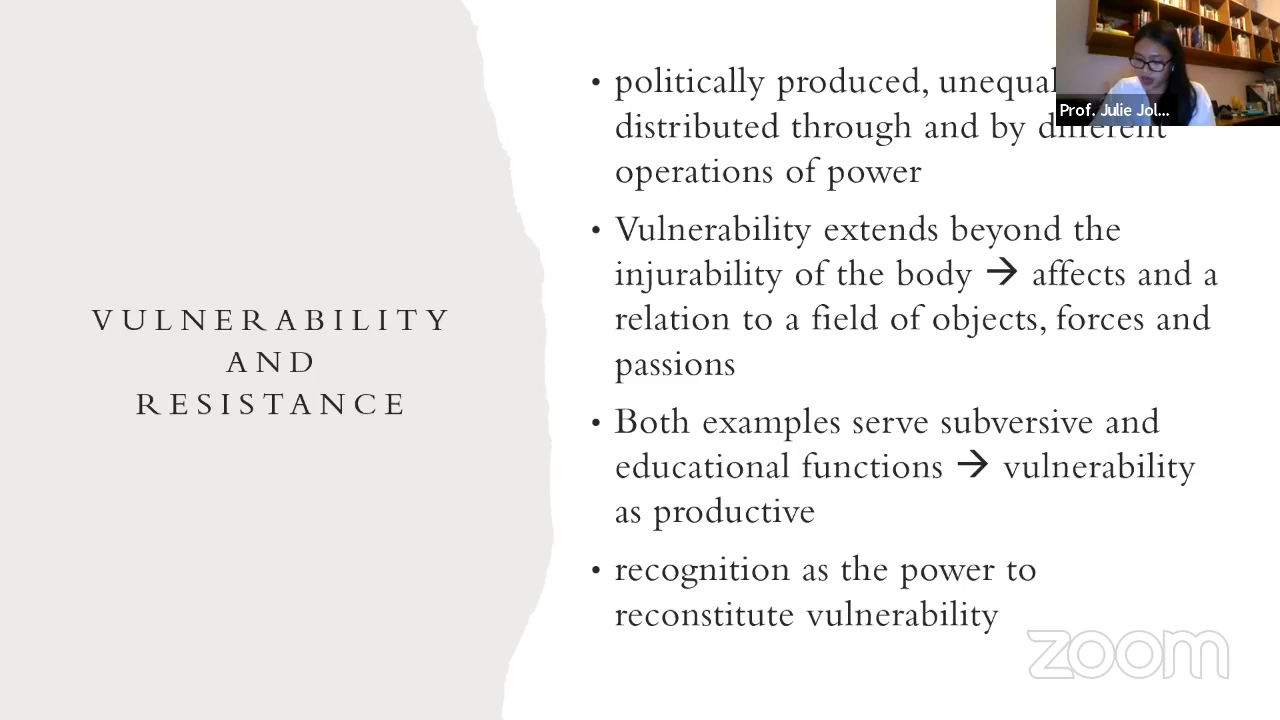 VULNERABILITY
AND
RESISTANCE
• politically produced, unequal
distributed through and by different
operations of power
• Vulnerability extends beyond the
injurability of the body → affects and a
relation to a field of objects, forces and
passions
• Both examples serve subversive and
educational functions → vulnerability
as productive
• recognition as the power to
reconstitute vulnerability
Prof. Julie Jol...
zoom